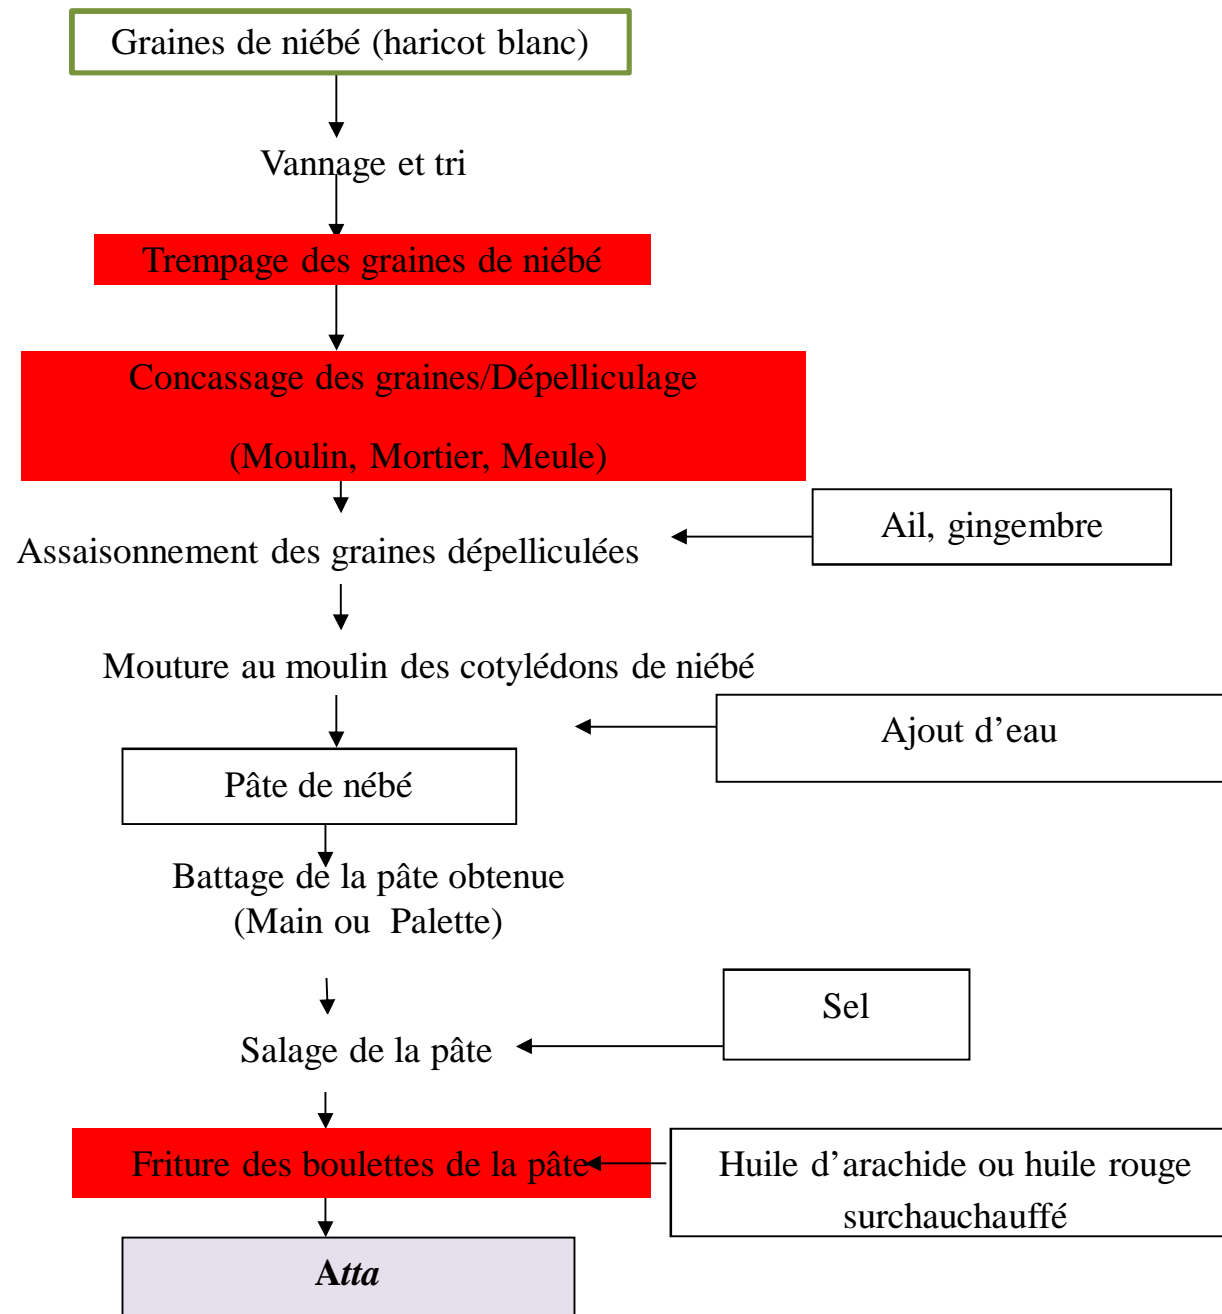 Graines de niébé (haricot blanc)
Vannage et tri
Trempage des graines de niébé
Concassage des graines/Dépelliculage
(Moulin, Mortier, Meule)
Ail, gingembre
Assaisonnement des graines dépelliculées
Mouture au moulin des cotylédons de niébé
Ajout d’eau
Pâte de nébé
Battage de la pâte obtenue
(Main ou Palette)
Sel
Salage de la pâte
Friture des boulettes de la pâte
Huile d’arachide ou huile rouge
surchauchauffé
Atta